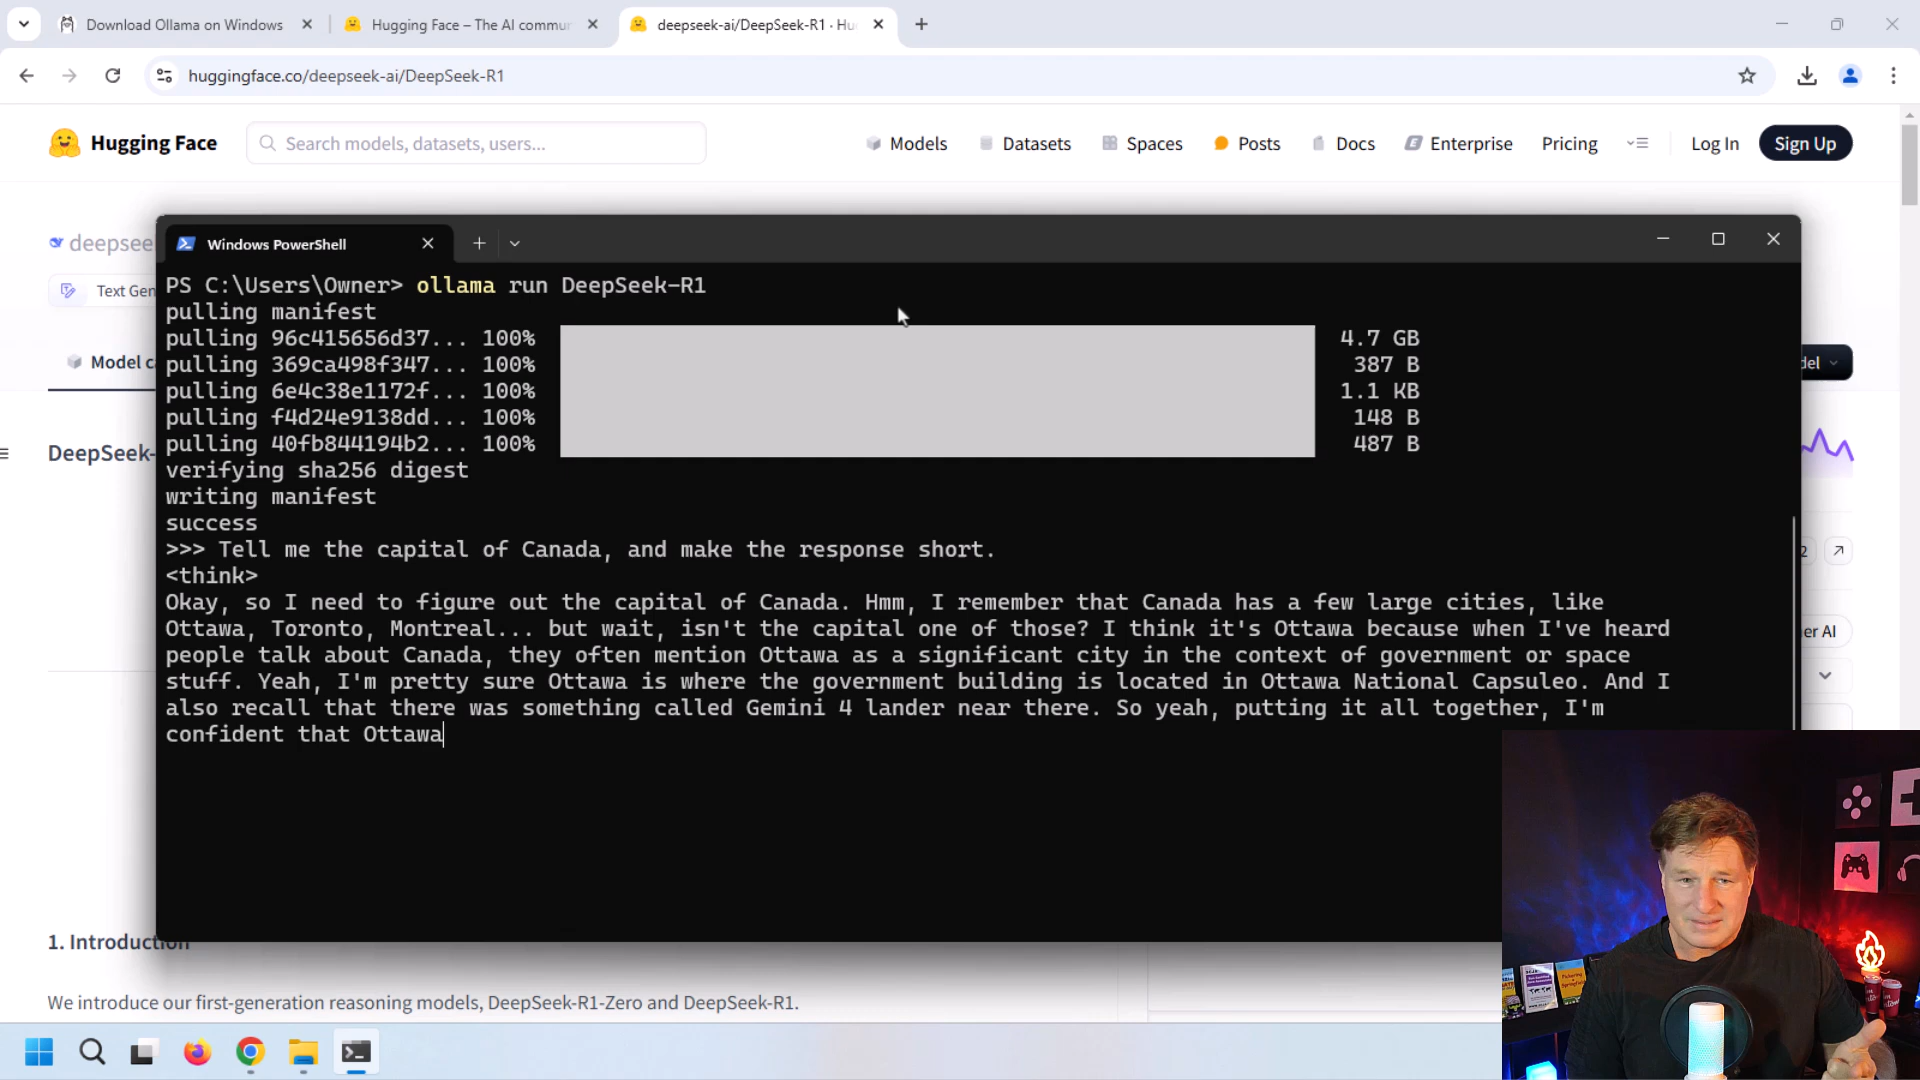 Download Ollama on Windows
Hugging Face – The AI commun
deepseek-ai/DeepSeek-R1 · Hu
huggingface.co/deepseek-ai/DeepSeek-R1
Hugging Face
Search models, datasets, users...
Models
Datasets
Spaces
Posts
Docs
Enterprise
Pricing
Log In
Sign Up
deepsee
Text Gen
Model ca
del
DeepSeek-
2
er AI
Windows PowerShell
PS C:\Users\Owner> ollama run DeepSeek-R1
pulling manifest
pulling 96c415656d37... 100% 4.7 GB
pulling 369ca498f347... 100% 387 B
pulling 6e4c38e1172f... 100% 1.1 KB
pulling f4d24e9138dd... 100% 148 B
pulling 40fb844194b2... 100% 487 B
verifying sha256 digest
writing manifest
success
>>> Tell me the capital of Canada, and make the response short.
<think>
Okay, so I need to figure out the capital of Canada. Hmm, I remember that Canada has a few large cities, like
Ottawa, Toronto, Montreal... but wait, isn't the capital one of those? I think it's Ottawa because when I've heard
people talk about Canada, they often mention Ottawa as a significant city in the context of government or space
stuff. Yeah, I'm pretty sure Ottawa is where the government building is located in Ottawa National Capsuleo. And I
also recall that there was something called Gemini 4 lander near there. So yeah, putting it all together, I'm
confident that Ottawa
1. Introduction
We introduce our first-generation reasoning models, DeepSeek-R1-Zero and DeepSeek-R1.